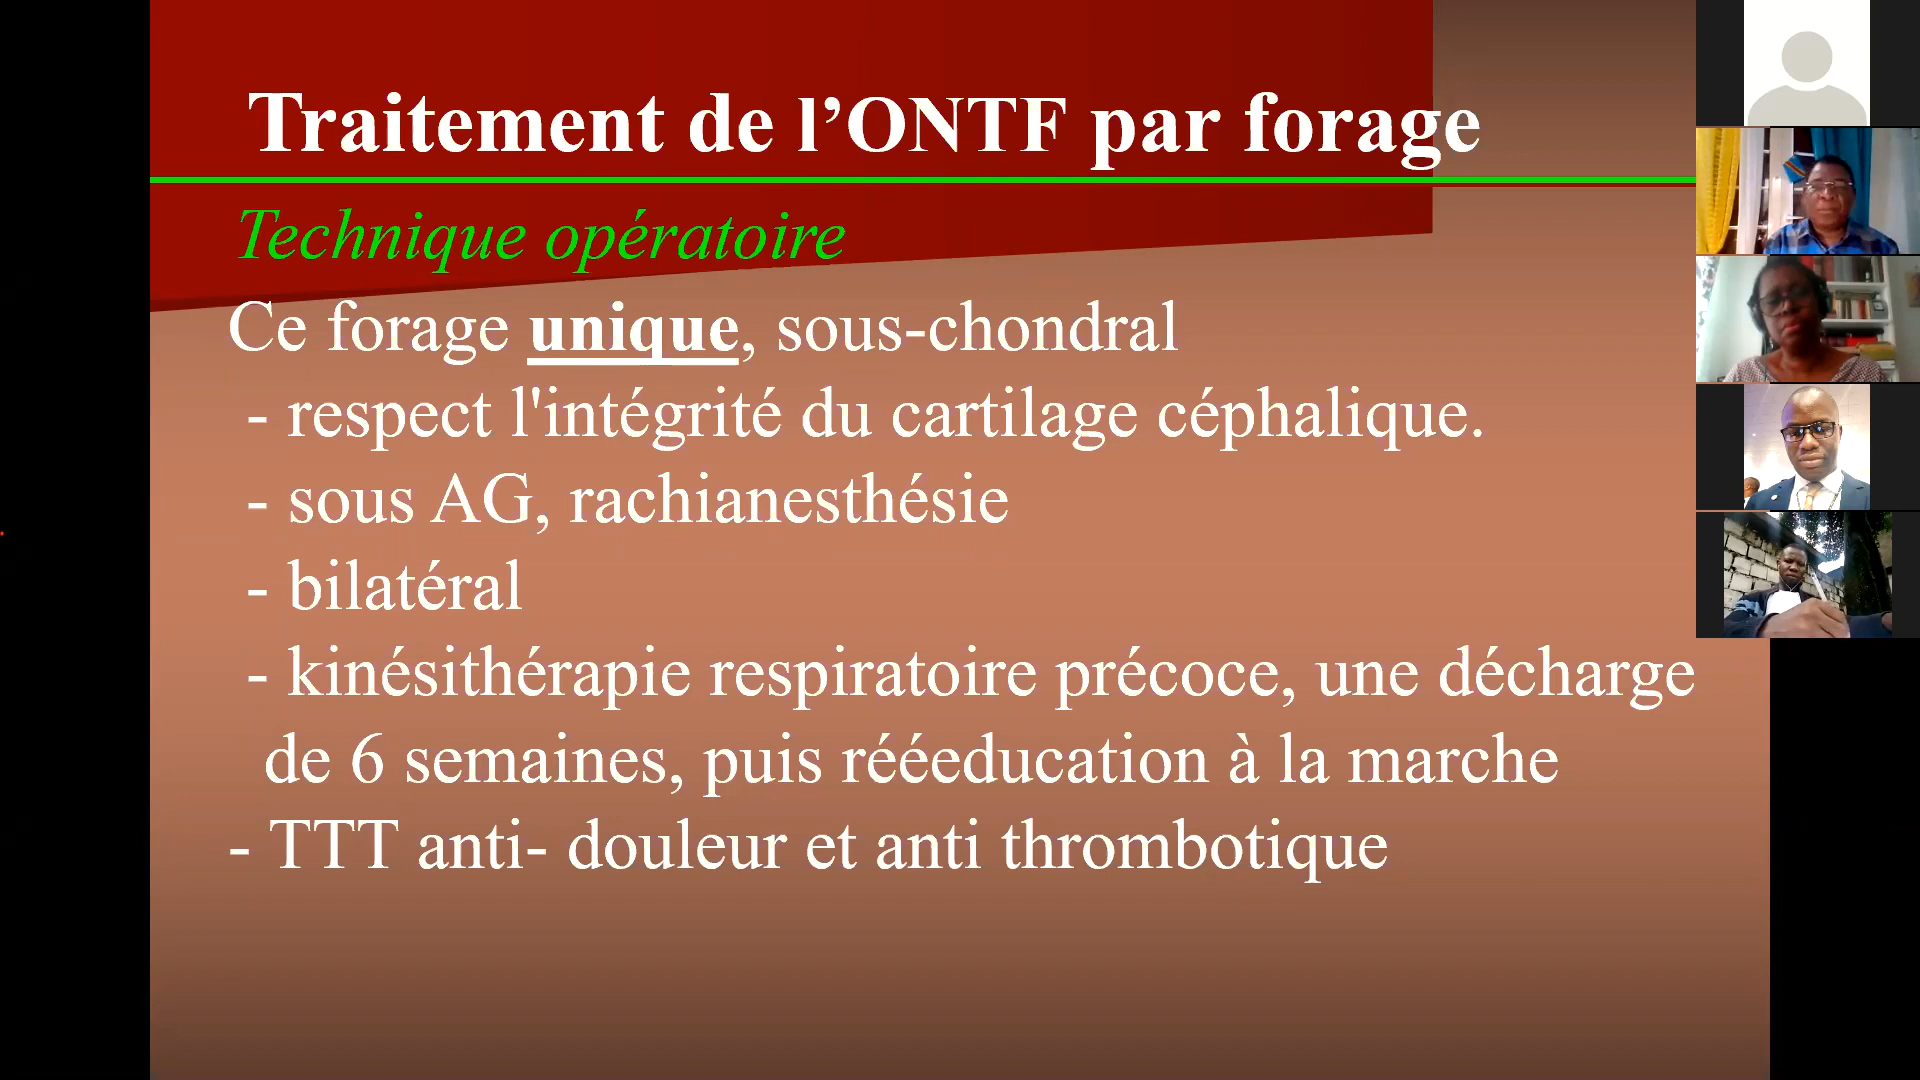 Traitement de l’ONTF par forage
Technique opératoire
Ce forage unique, sous-chondral
- respect l'intégrité du cartilage céphalique.
- sous AG, rachianesthésie
- bilatéral
- kinésithérapie respiratoire précoce, une décharge
de 6 semaines, puis rééeducation à la marche
- TTT anti- douleur et anti thrombotique